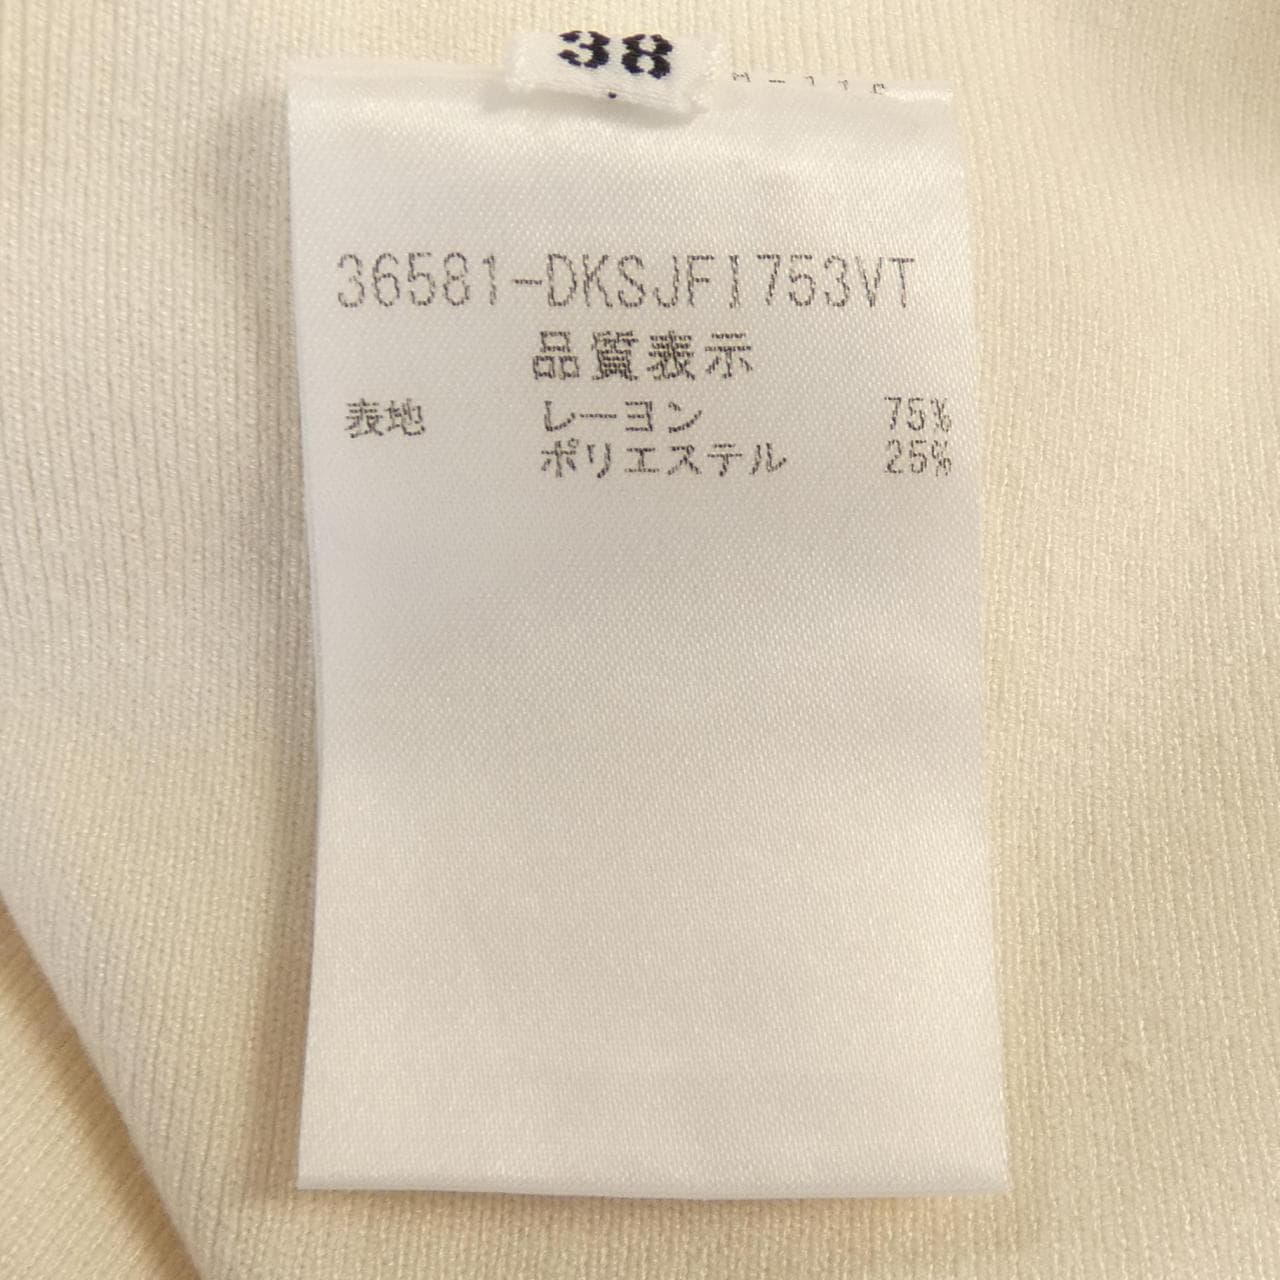 38
36581-DKSJFI753VT
品質表示
表地 レーヨン 75%
ポリエステル 25%